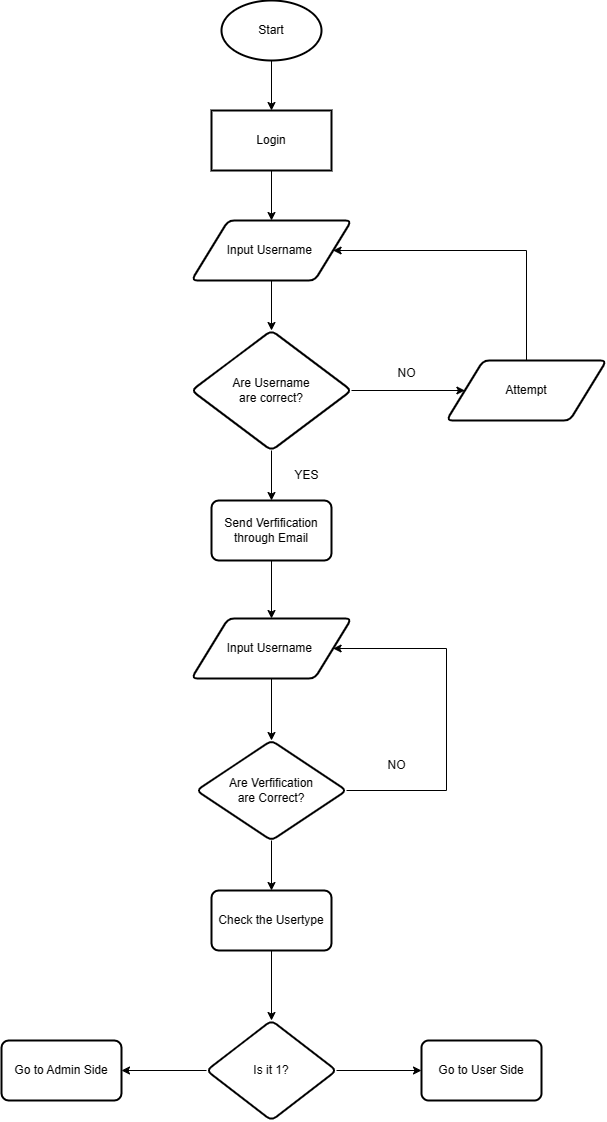 Start
Login
Input Username
Are Username
are correct?
NO
Attempt
YES
Send Verfification
through Email
Input Username
Are Verfification
are Correct?
NO
Check the Usertype
Go to Admin Side
Is it 1?
Go to User Side